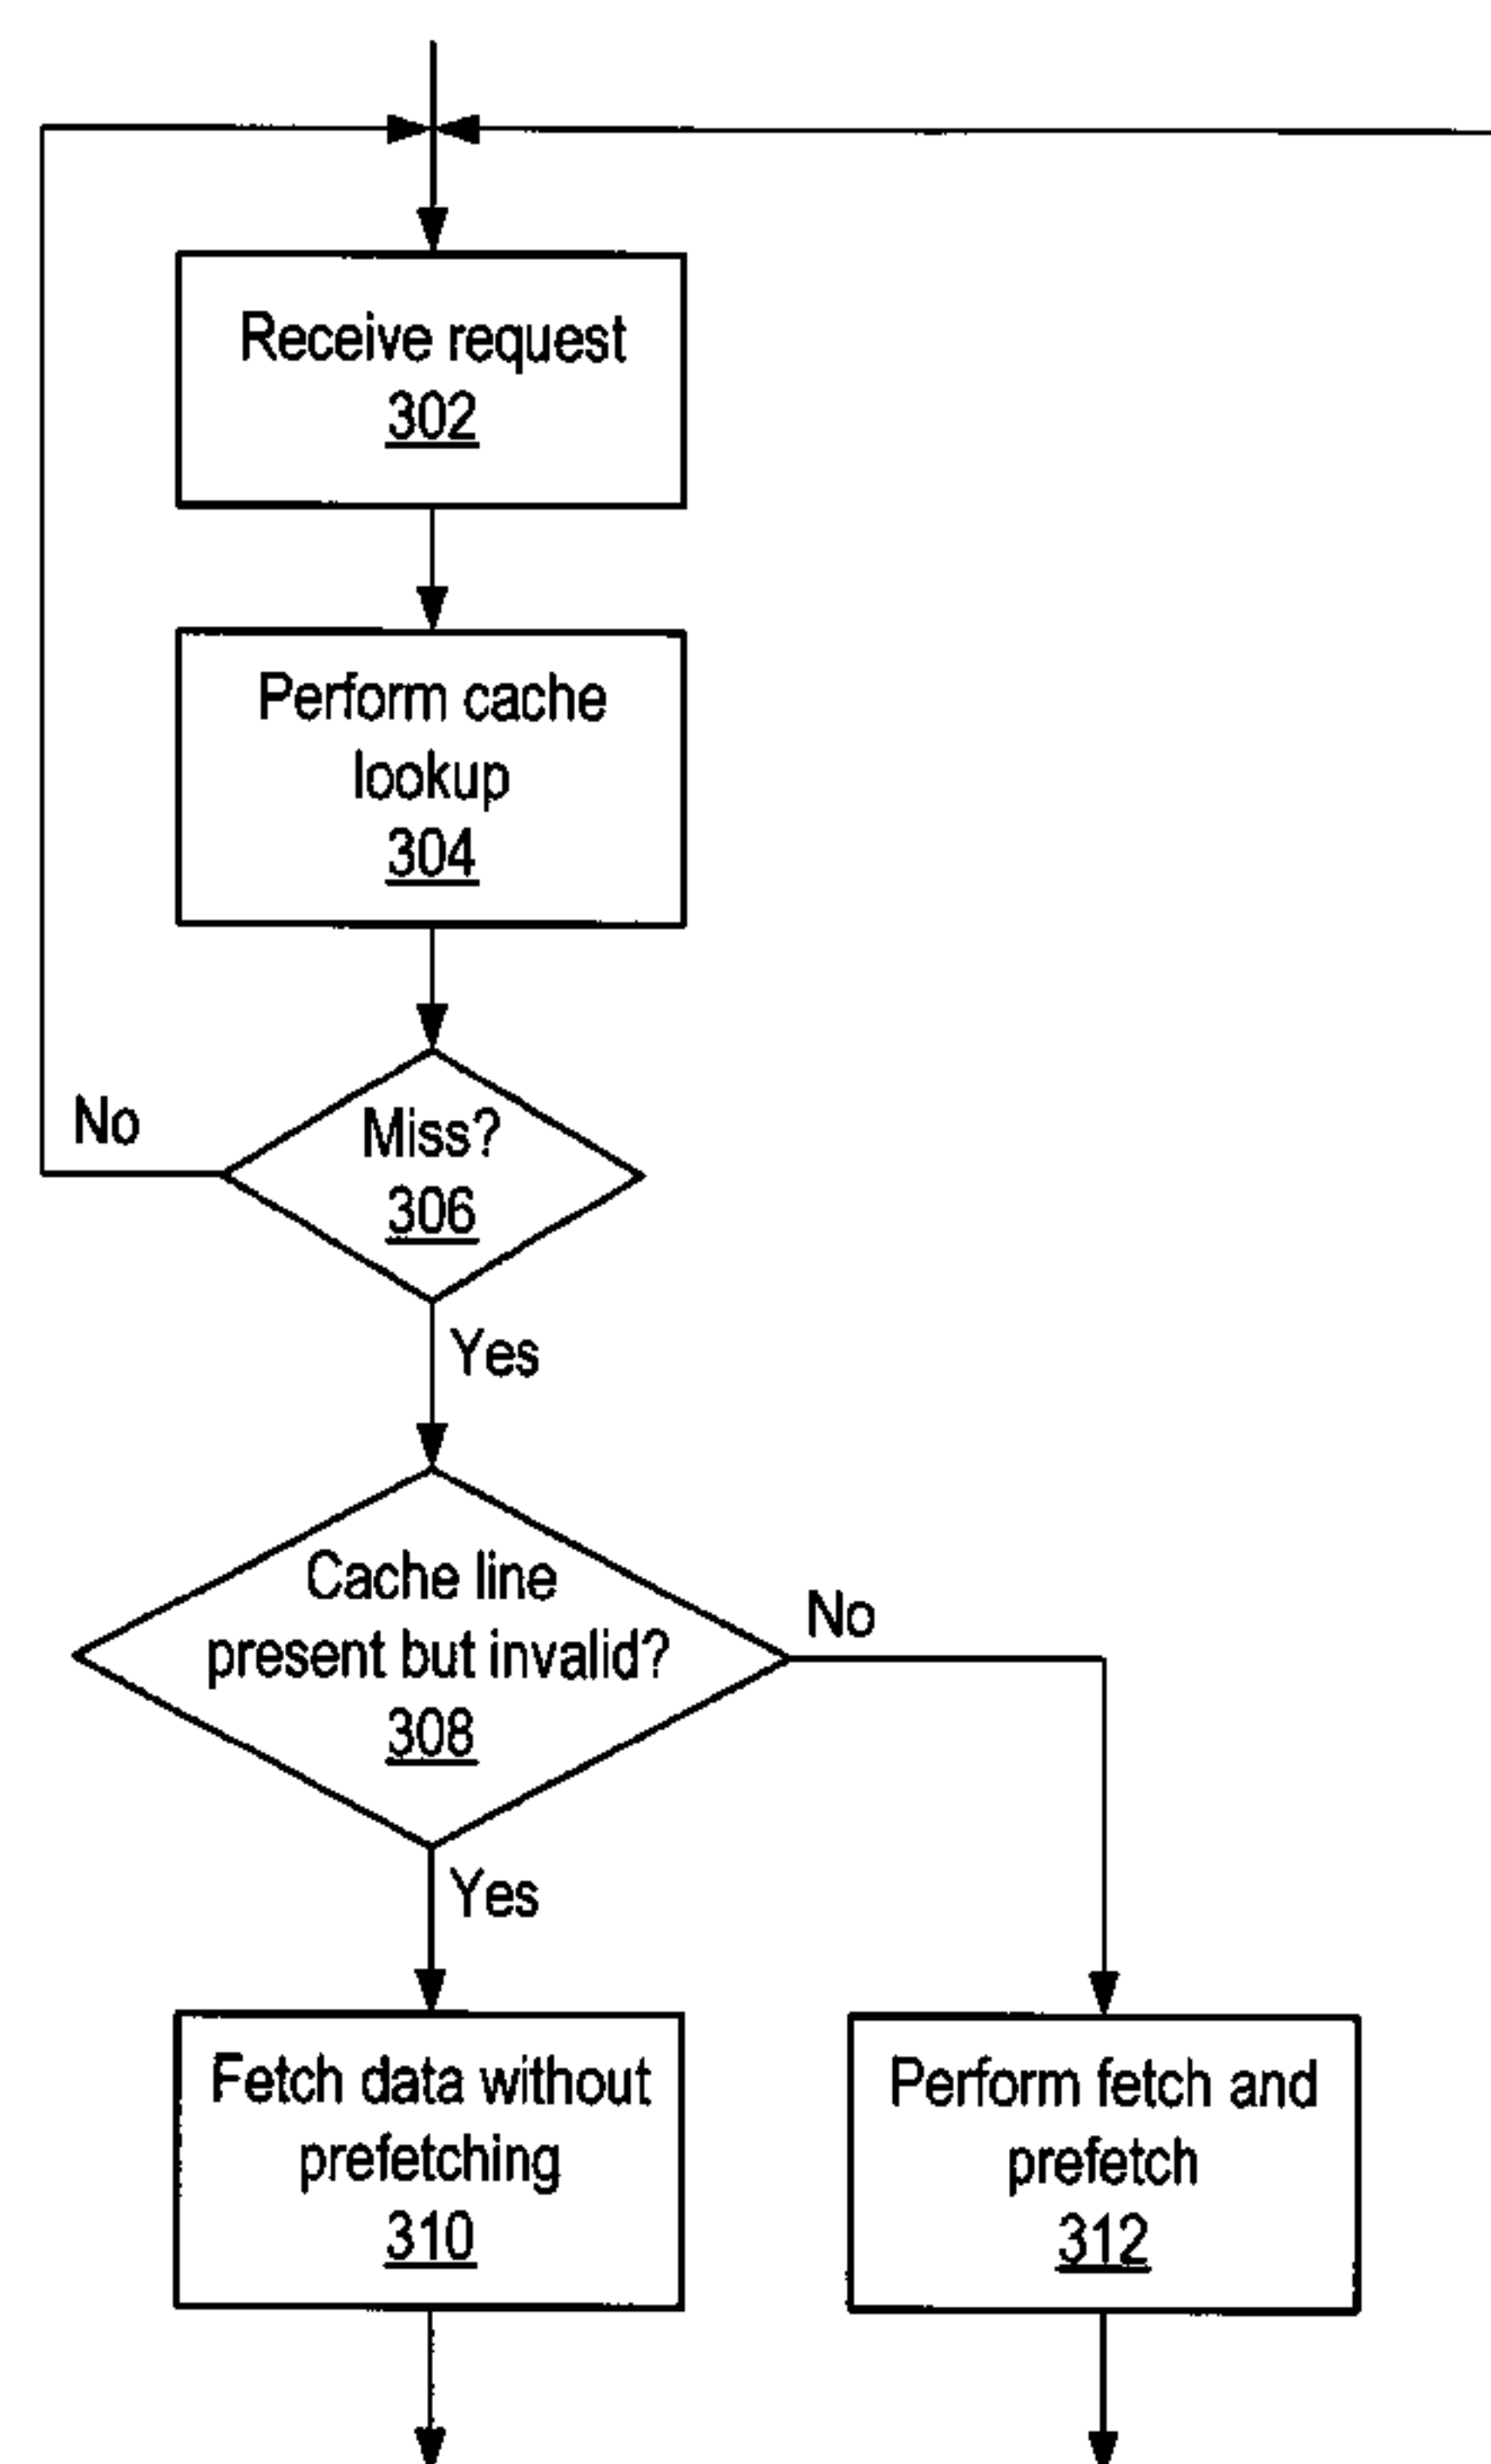 Receive request
302
Perform cache
lookup
304
No
Miss?
306
Yes
Cache line
present but invalid?
308
No
Yes
Fetch data without
prefetching
310
Perform fetch and
prefetch
312